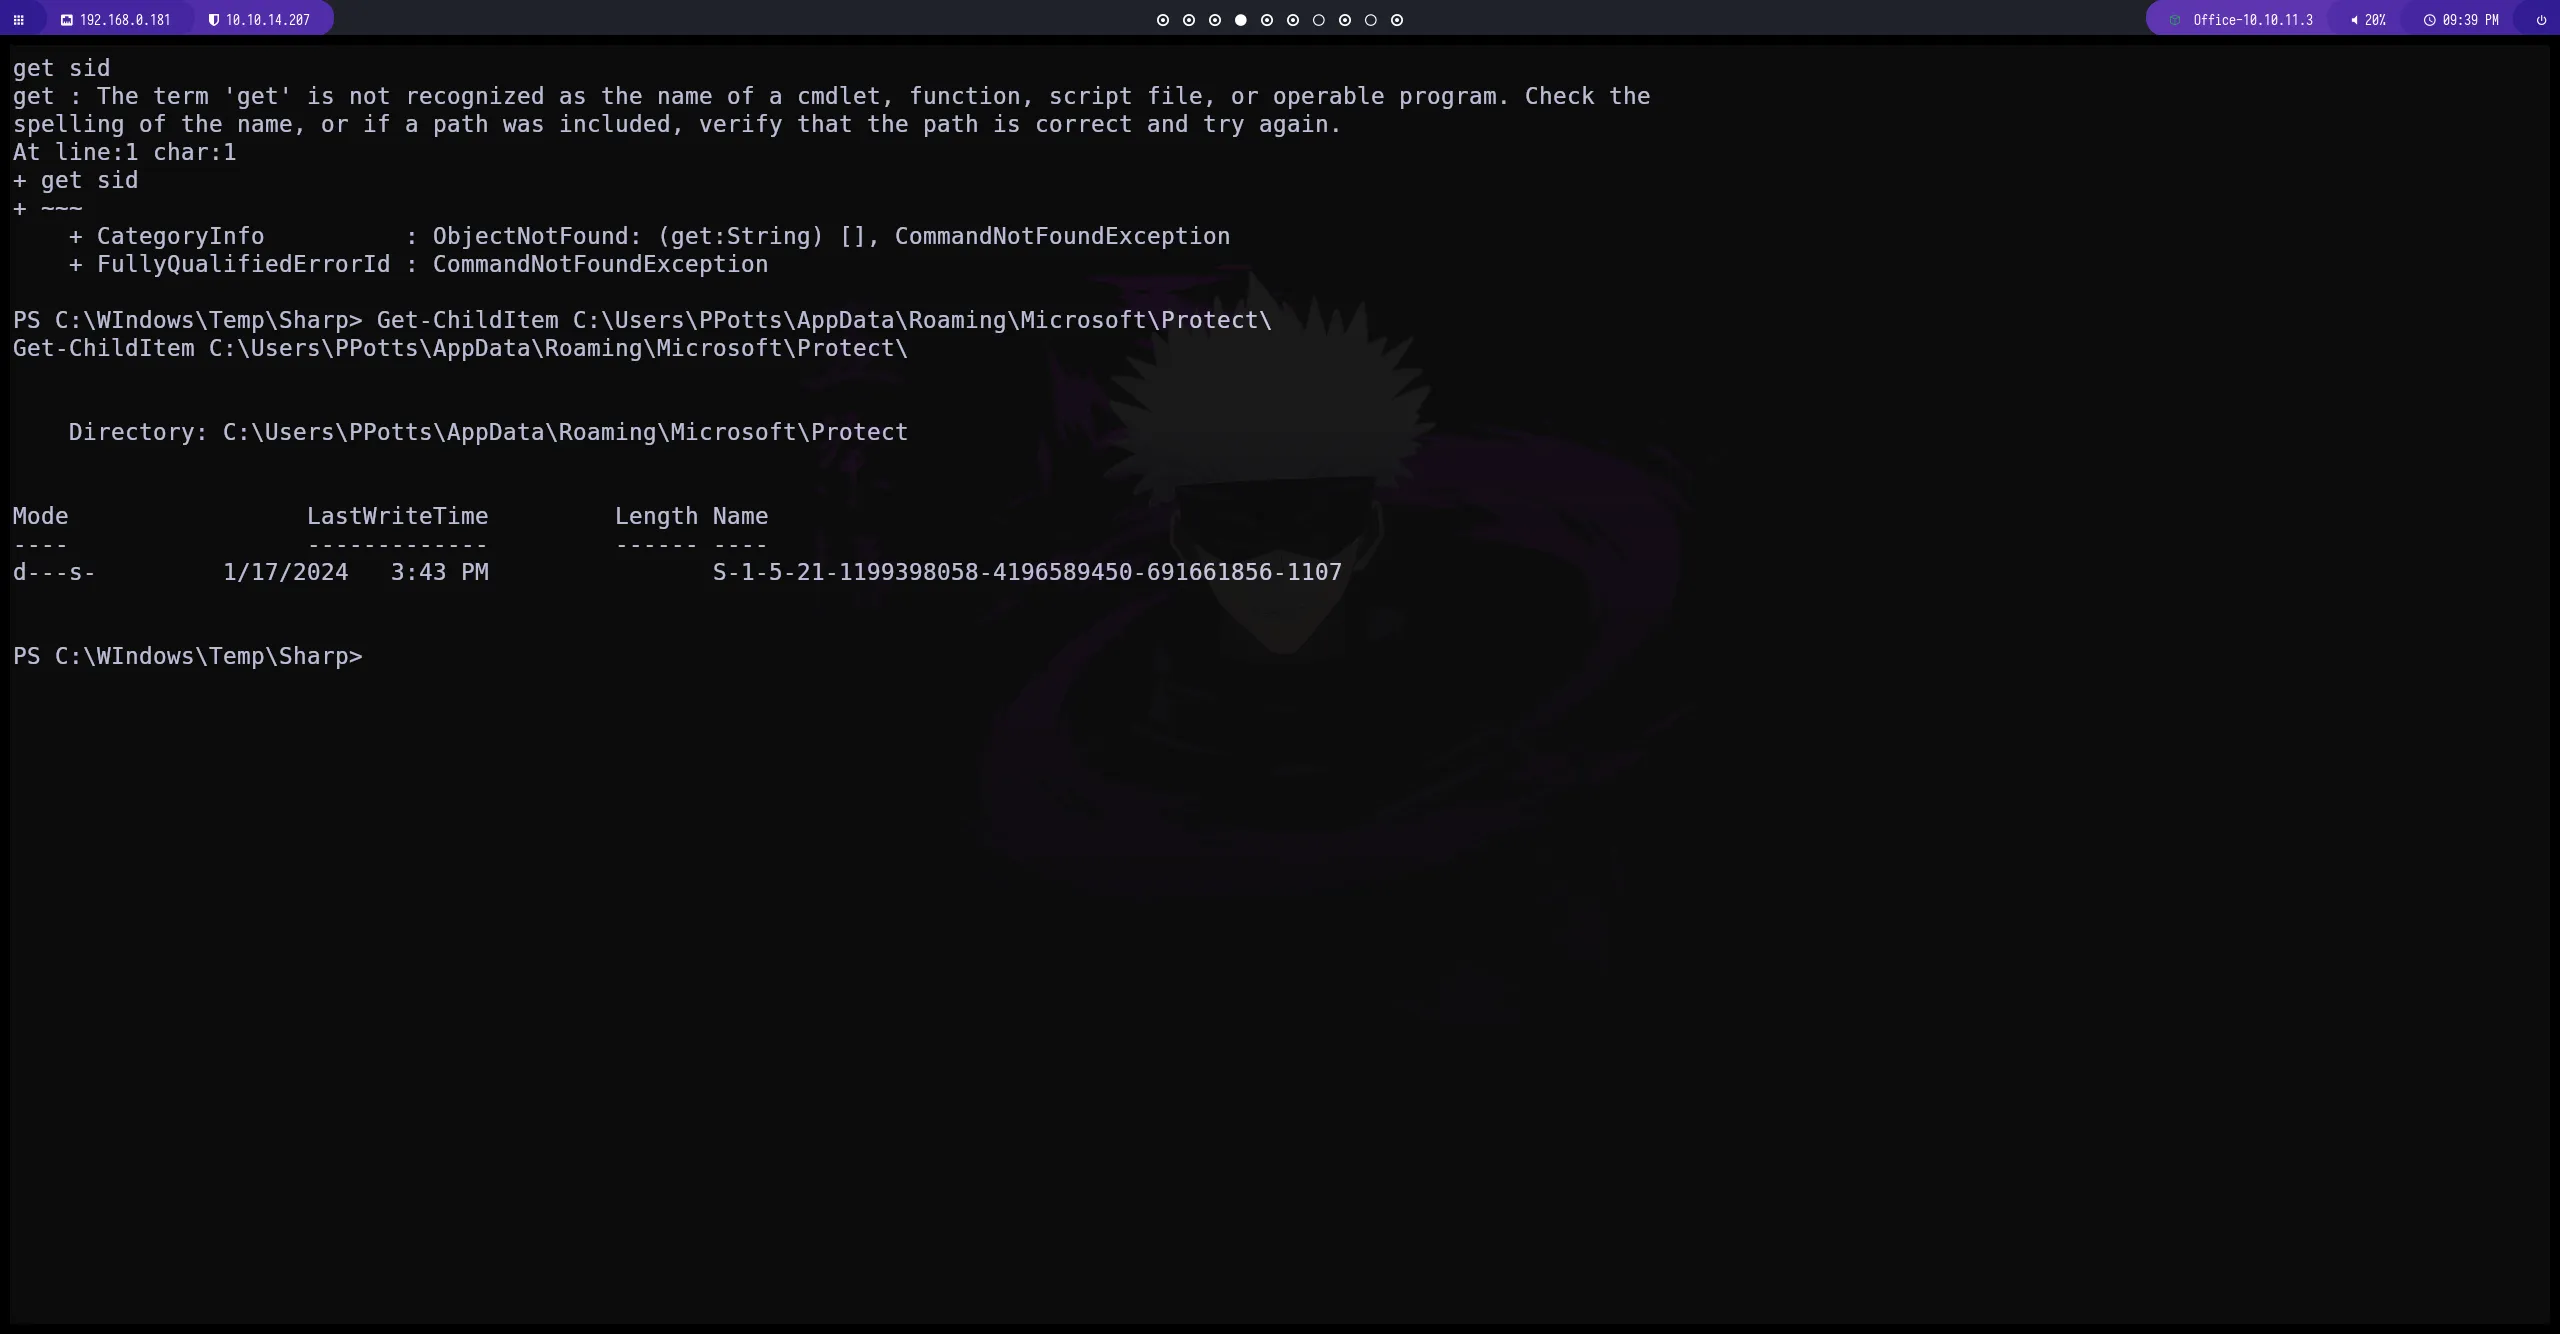 192.168.0.181 10.10.14.207 Office-10.10.11.3 20% 09:39 PM
get sid
get : The term 'get' is not recognized as the name of a cmdlet, function, script file, or operable program. Check the
spelling of the name, or if a path was included, verify that the path is correct and try again.
At line:1 char:1
+ get sid
+ ~~~
    + CategoryInfo          : ObjectNotFound: (get:String) [], CommandNotFoundException
    + FullyQualifiedErrorId : CommandNotFoundException
PS C:\WIndows\Temp\Sharp> Get-ChildItem C:\Users\PPotts\AppData\Roaming\Microsoft\Protect\
Get-ChildItem C:\Users\PPotts\AppData\Roaming\Microsoft\Protect\
    Directory: C:\Users\PPotts\AppData\Roaming\Microsoft\Protect
Mode                 LastWriteTime         Length Name
----                 -------------         ------ ----
d---s-         1/17/2024   3:43 PM                S-1-5-21-1199398058-4196589450-691661856-1107
PS C:\WIndows\Temp\Sharp>